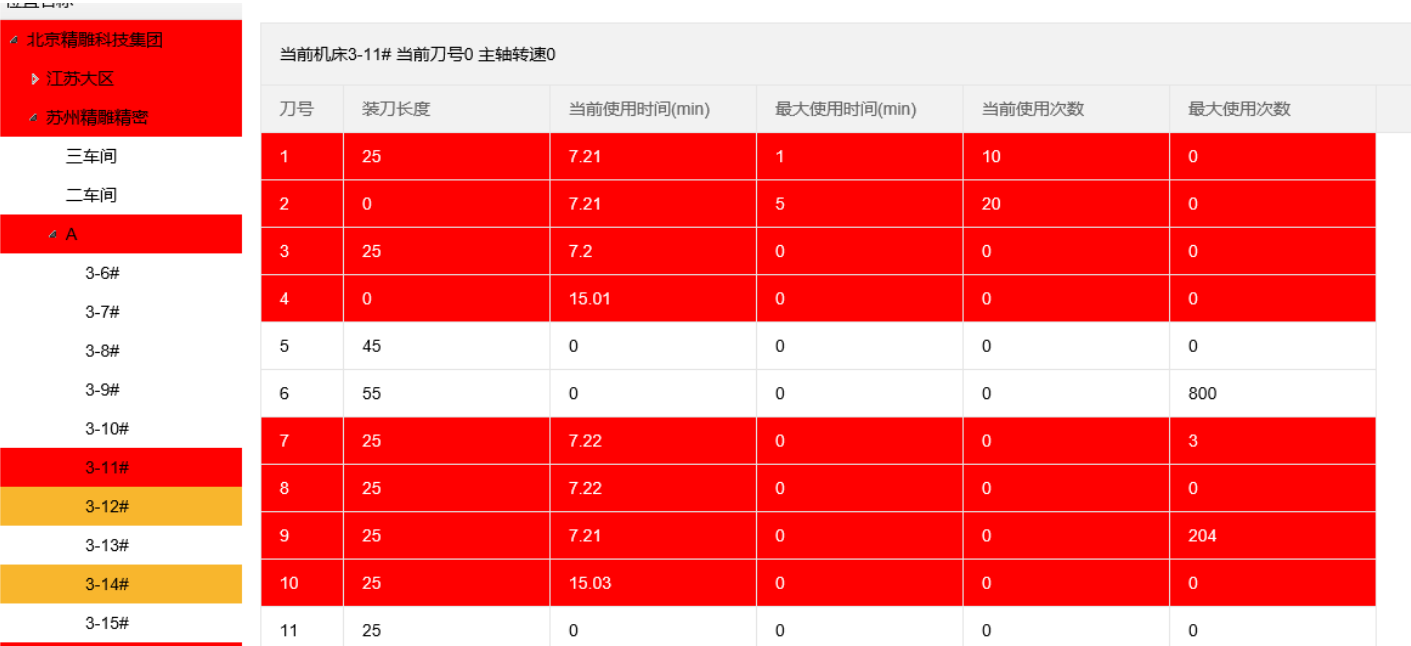 北京精雕科技集团
江苏大区
苏州精雕精密
三车间
二车间
A
3-6#
3-7#
3-8#
3-9#
3-10#
3-11#
3-12#
3-13#
3-14#
3-15#
当前机床3-11# 当前刀号0 主轴转速0
刀号 装刀长度 当前使用时间(min) 最大使用时间(min) 当前使用次数 最大使用次数
1 25 7.21 1 10 0
2 0 7.21 5 20 0
3 25 7.2 0 0 0
4 0 15.01 0 0 0
5 45 0 0 0 0
6 55 0 0 0 800
7 25 7.22 0 0 3
8 25 7.22 0 0 0
9 25 7.21 0 0 204
10 25 15.03 0 0 0
11 25 0 0 0 0